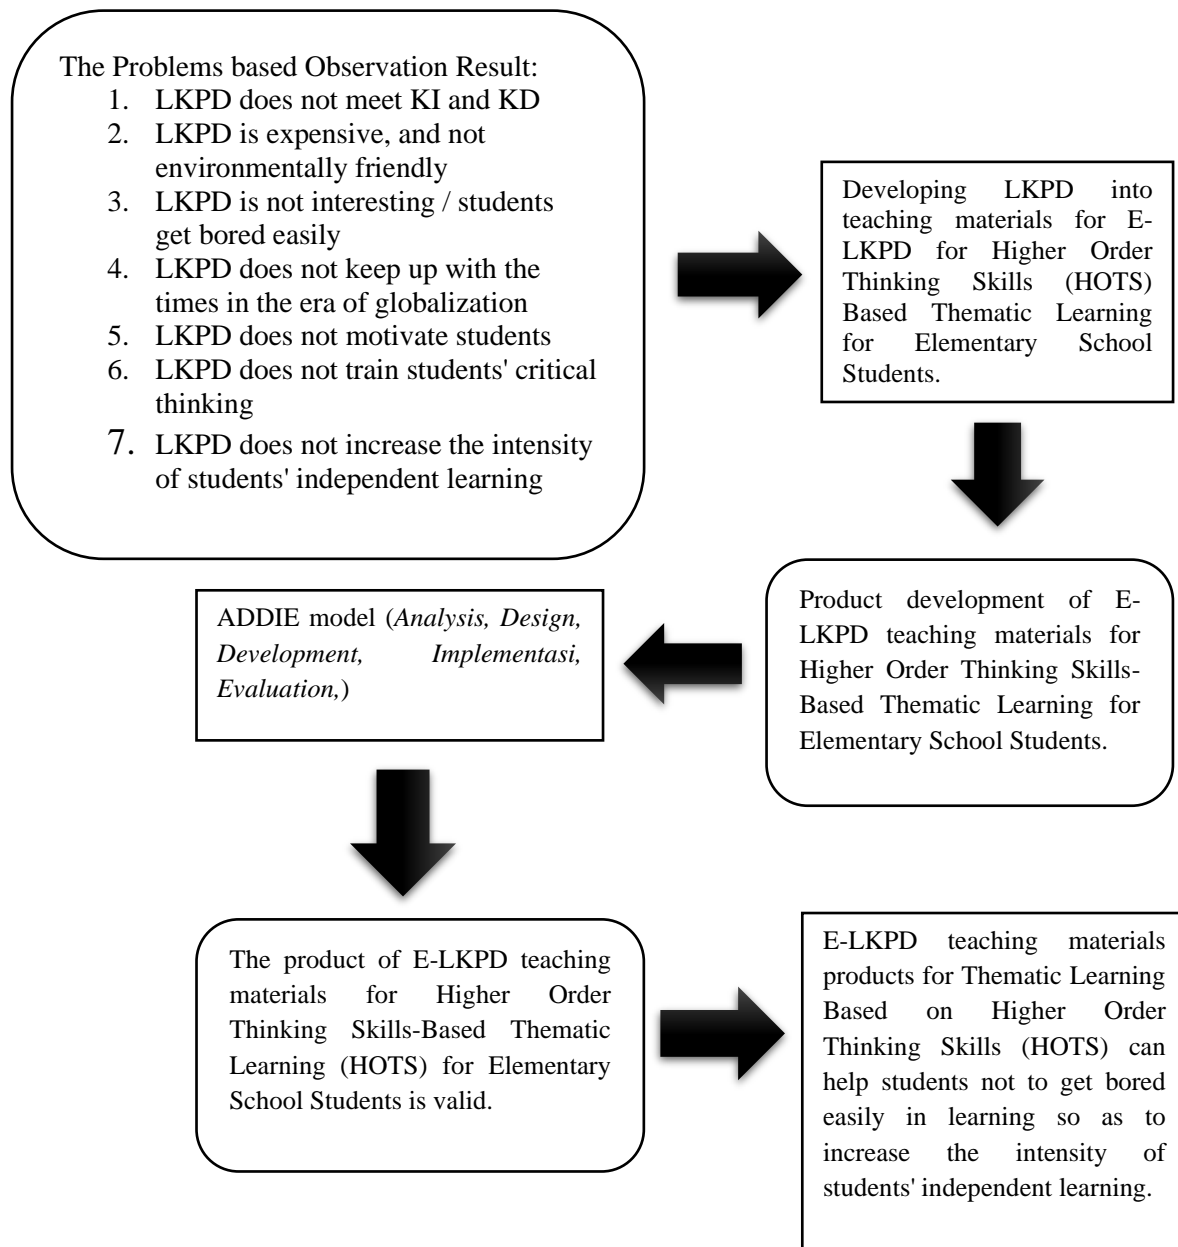 The Problems based Observation Result:
1. LKPD does not meet KI and KD
2. LKPD is expensive, and not
environmentally friendly
3. LKPD is not interesting / students
get bored easily
4. LKPD does not keep up with the
times in the era of globalization
5. LKPD does not motivate students
6. LKPD does not train students' critical
thinking
7. LKPD does not increase the intensity
of students' independent learning
Developing LKPD into
teaching materials for E-
LKPD for Higher Order
Thinking Skills (HOTS)
Based Thematic Learning
for Elementary School
Students.
Product development of E-
LKPD teaching materials for
Higher Order Thinking Skills-
Based Thematic Learning for
Elementary School Students.
ADDIE model (Analysis, Design,
Development, Implementasi,
Evaluation,)
The product of E-LKPD teaching
materials for Higher Order
Thinking Skills-Based Thematic
Learning (HOTS) for Elementary
School Students is valid.
E-LKPD teaching materials
products for Thematic Learning
Based on Higher Order
Thinking Skills (HOTS) can
help students not to get bored
easily in learning so as to
increase the intensity of
students' independent learning.